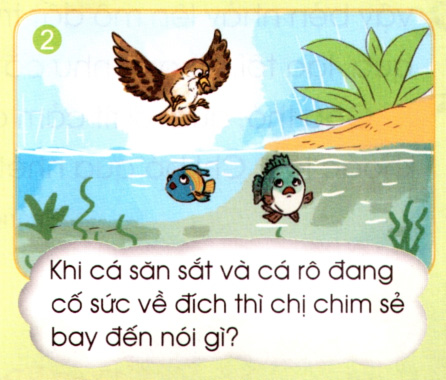 2
Khi cá săn sắt và cá rô đang
cố sức về đích thì chị chim sẻ
bay đến nói gì?